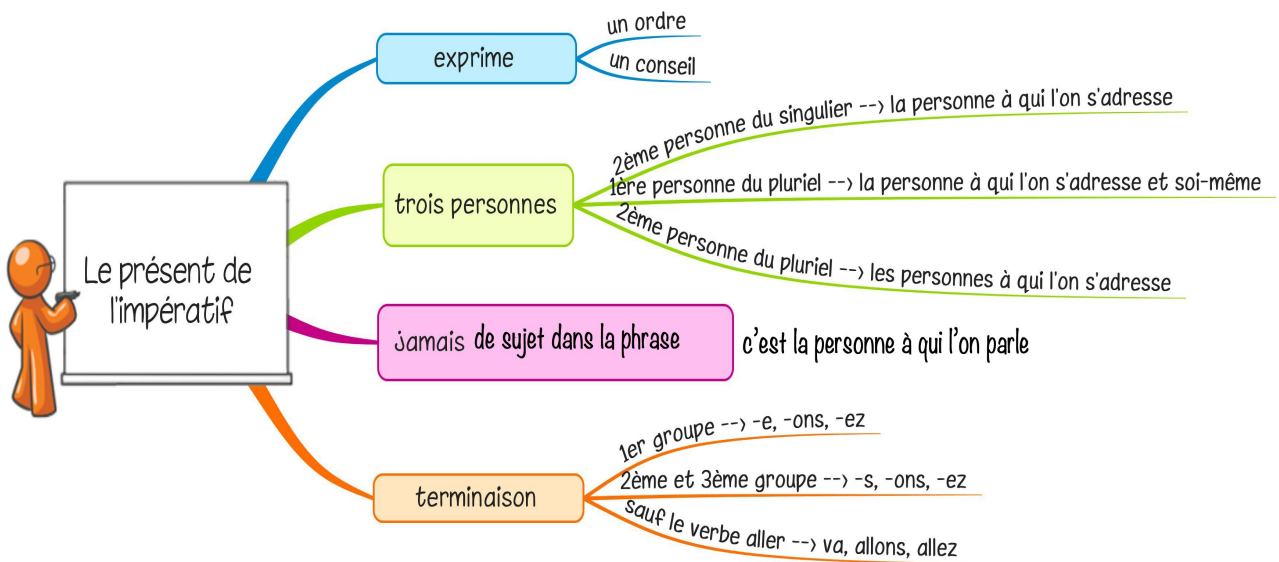 Le présent de
l'impératif
exprime
un ordre
un conseil
trois personnes
2ème personne du singulier --> la personne à qui l'on s'adresse
1ère personne du pluriel --> la personne à qui l'on s'adresse et soi-même
2ème personne du pluriel --> les personnes à qui l'on s'adresse
jamais de sujet dans la phrase
c'est la personne à qui l'on parle
terminaison
1er groupe --> -e, -ons, -ez
2ème et 3ème groupe --> -s, -ons, -ez
sauf le verbe aller --> va, allons, allez